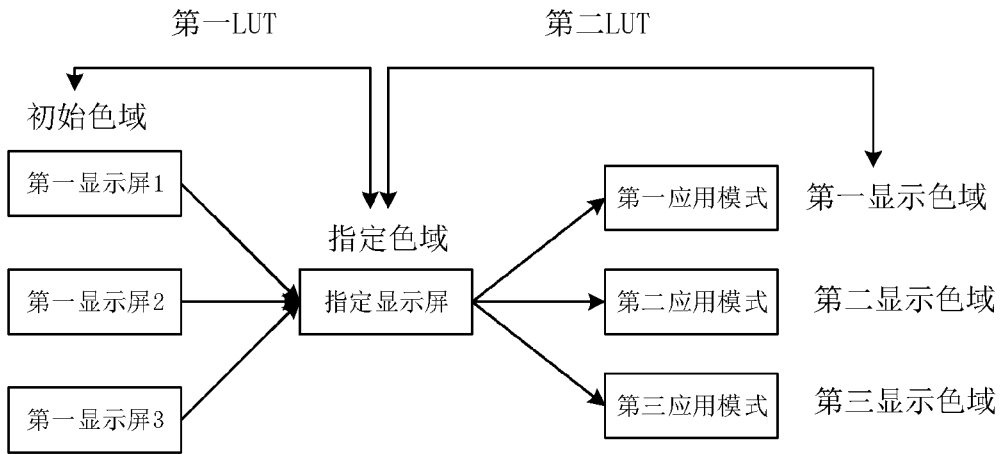 第一LUT
第二LUT
初始色域
第一显示屏1
第一应用模式
第一显示色域
指定色域
第一显示屏2
指定显示屏
第二应用模式
第二显示色域
第一显示屏3
第三应用模式
第三显示色域